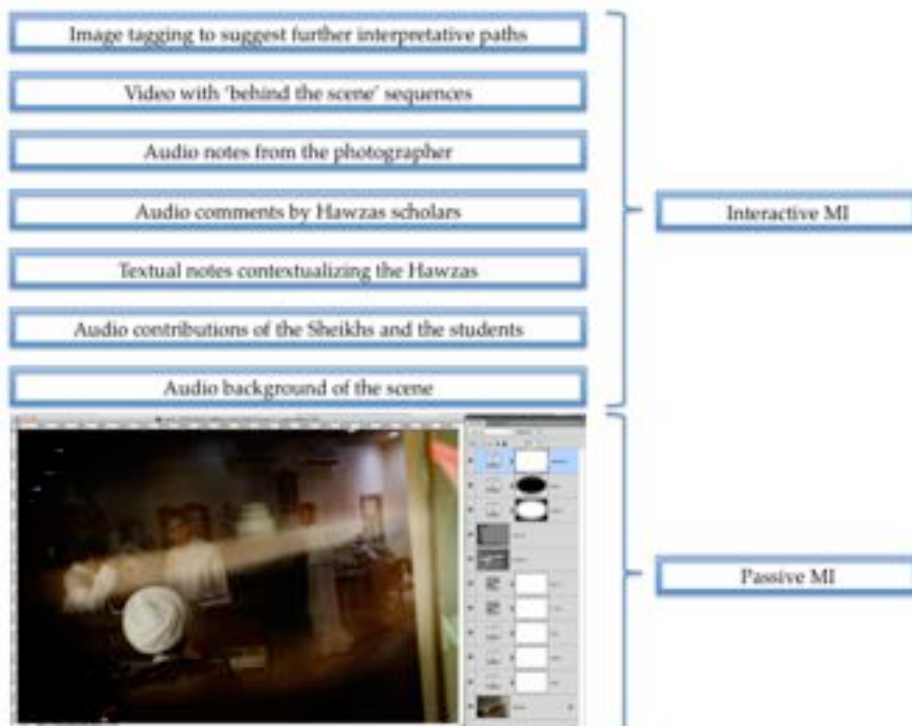 Image tagging to suggest further interpretative paths
Video with ‘behind the scene’ sequences
Audio notes from the photographer
Audio comments by Hawzas scholars
Interactive MI
Textual notes contextualizing the Hawzas
Audio contributions of the Sheikhs and the students
Audio background of the scene
Passive MI